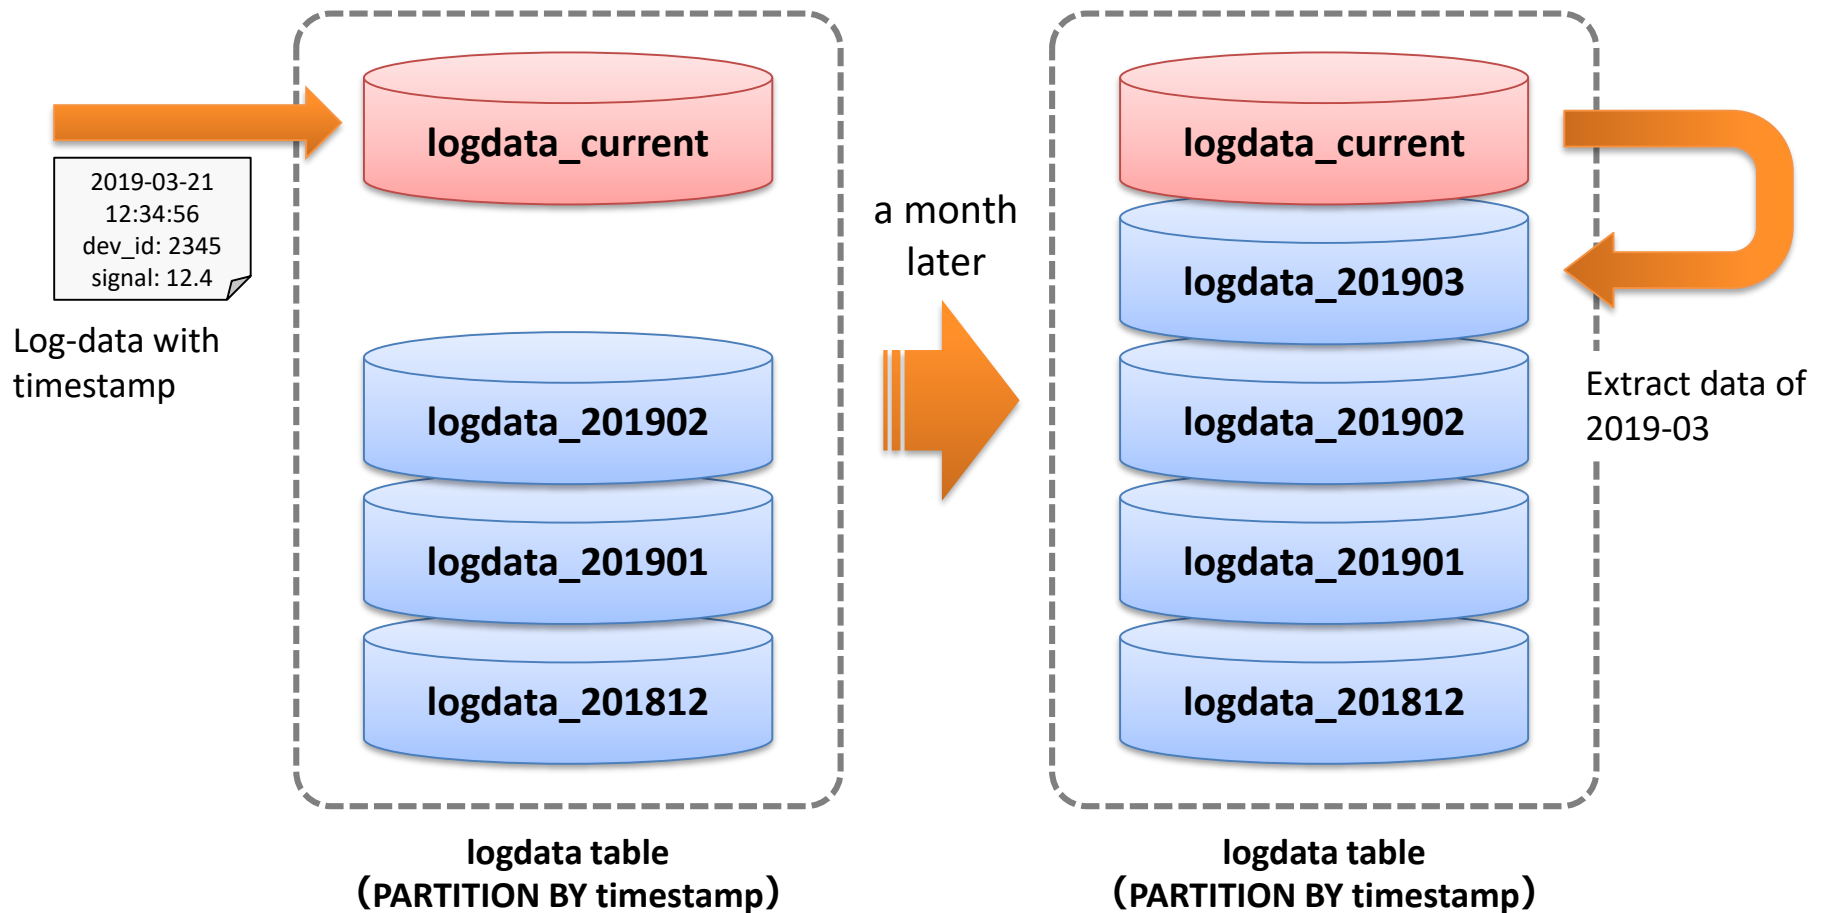 logdata_current
2019-03-21
12:34:56
dev_id: 2345
signal: 12.4
Log-data with
timestamp
logdata_201902
logdata_201901
logdata_201812
logdata table
（PARTITION BY timestamp）
a month
later
logdata_current
logdata_201903
logdata_201902
logdata_201901
logdata_201812
Extract data of
2019-03
logdata table
（PARTITION BY timestamp）